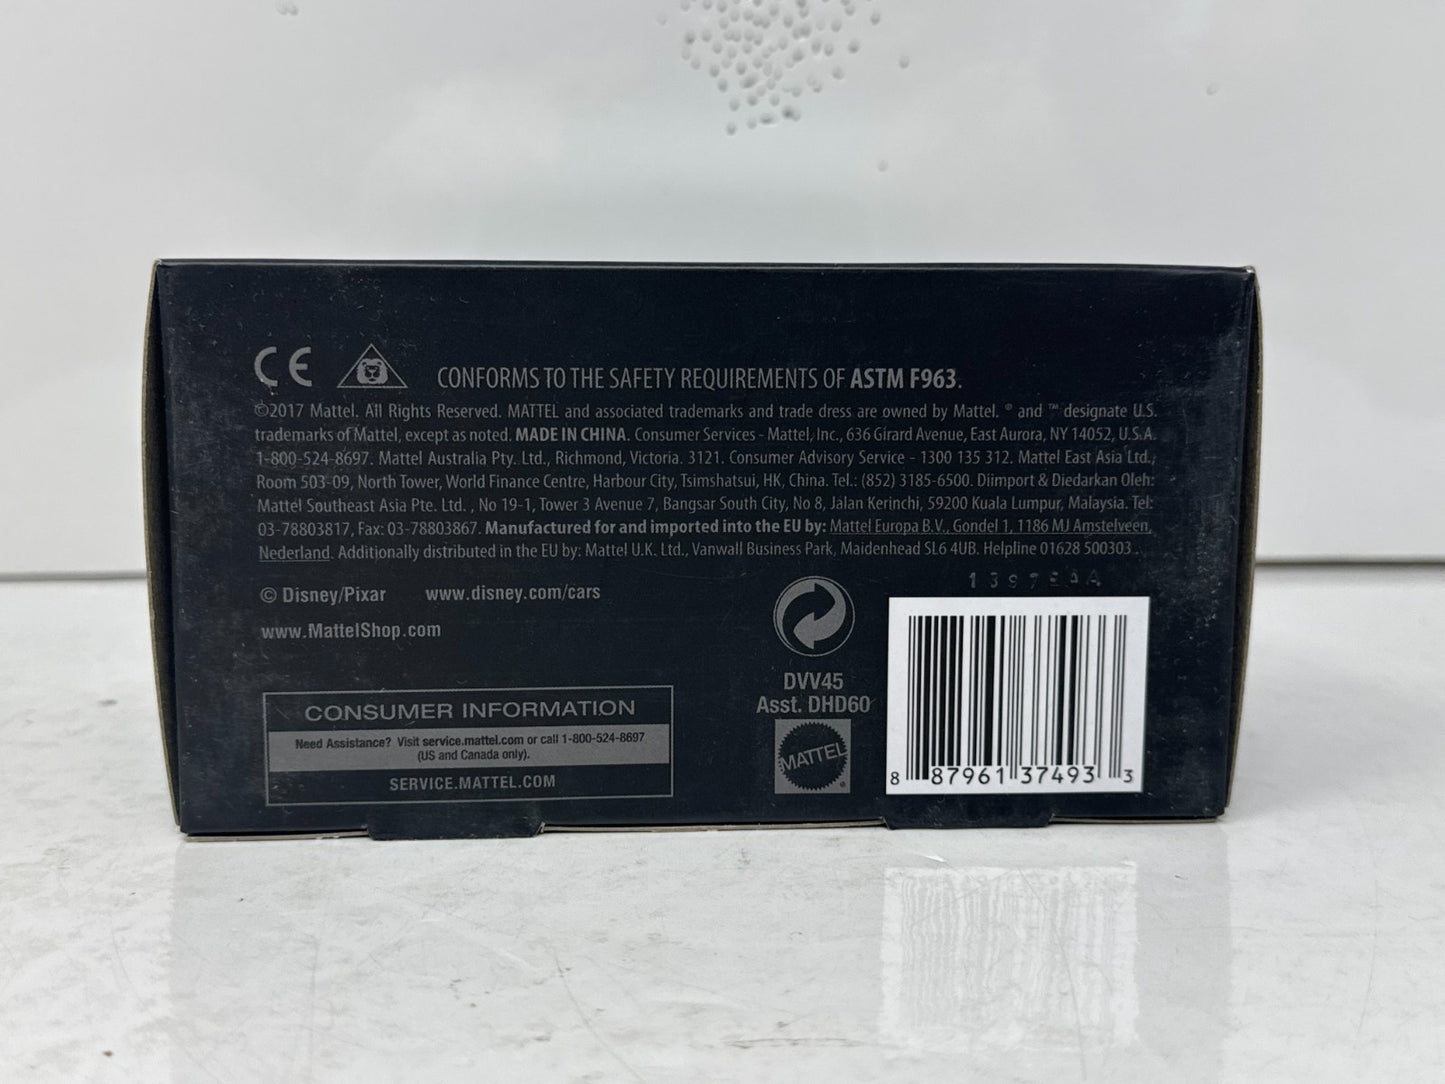 CE
CONFORMS TO THE SAFETY REQUIREMENTS OF ASTM F963.
©2017 Mattel. All Rights Reserved. MATTEL and associated trademarks and trade dress are owned by Mattel. ® and ™ designate U.S.
trademarks of Mattel, except as noted. MADE IN CHINA. Consumer Services - Mattel, Inc., 636 Girard Avenue, East Aurora, NY 14052, U.S.A.
1-800-524-8697. Mattel Australia Pty. Ltd., Richmond, Victoria. 3121. Consumer Advisory Service - 1300 135 312. Mattel East Asia Ltd.,
Room 503-09, North Tower, World Finance Centre, Harbour City, Tsimshatsui, HK, China. Tel.: (852) 3185-6500. Diimport & Diedarkan Oleh:
Mattel Southeast Asia Pte. Ltd. , No 19-1, Tower 3 Avenue 7, Bangsar South City, No 8, Jalan Kerinchi, 59200 Kuala Lumpur, Malaysia. Tel:
03-78803817, Fax: 03-78803867. Manufactured for and imported into the EU by: Mattel Europa B.V., Gondel 1, 1186 MJ Amstelveen,
Nederland. Additionally distributed in the EU by: Mattel U.K. Ltd., Vanwall Business Park, Maidenhead SL6 4UB. Helpline 01628 500303.
© Disney/Pixar www.disney.com/cars
www.MattelShop.com
DVV45
Asst. DHD60
MATTEL
8 87961 37493 3
CONSUMER INFORMATION
Need Assistance? Visit service.mattel.com or call 1-800-524-8697
(US and Canada only).
SERVICE.MATTEL.COM